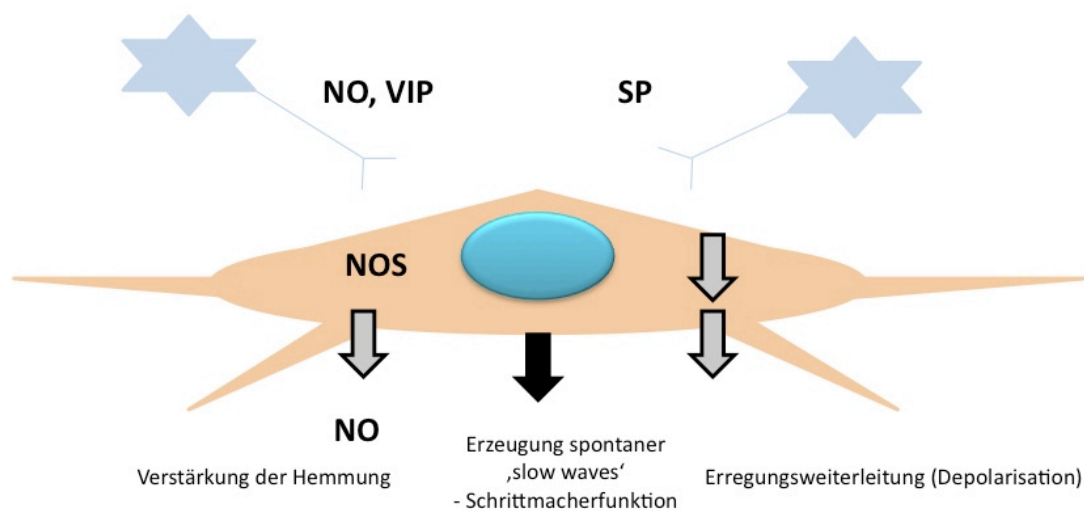 NO, VIP
SP
NOS
NO
Verstärkung der Hemmung
Erzeugung spontaner
‚slow waves‘
- Schrittmacherfunktion
Erregungsweiterleitung (Depolarisation)